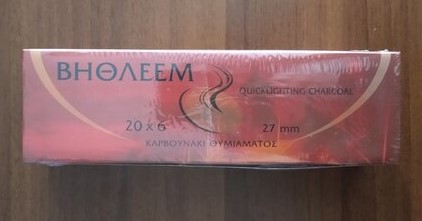 ΒΗΘΛΕΕΜ
QUICKLIGHTING CHARCOAL
20 x 6
27 mm
ΚΑΡΒΟΥΝΑΚΙ ΘΥΜΙΑΜΑΤΟΣ